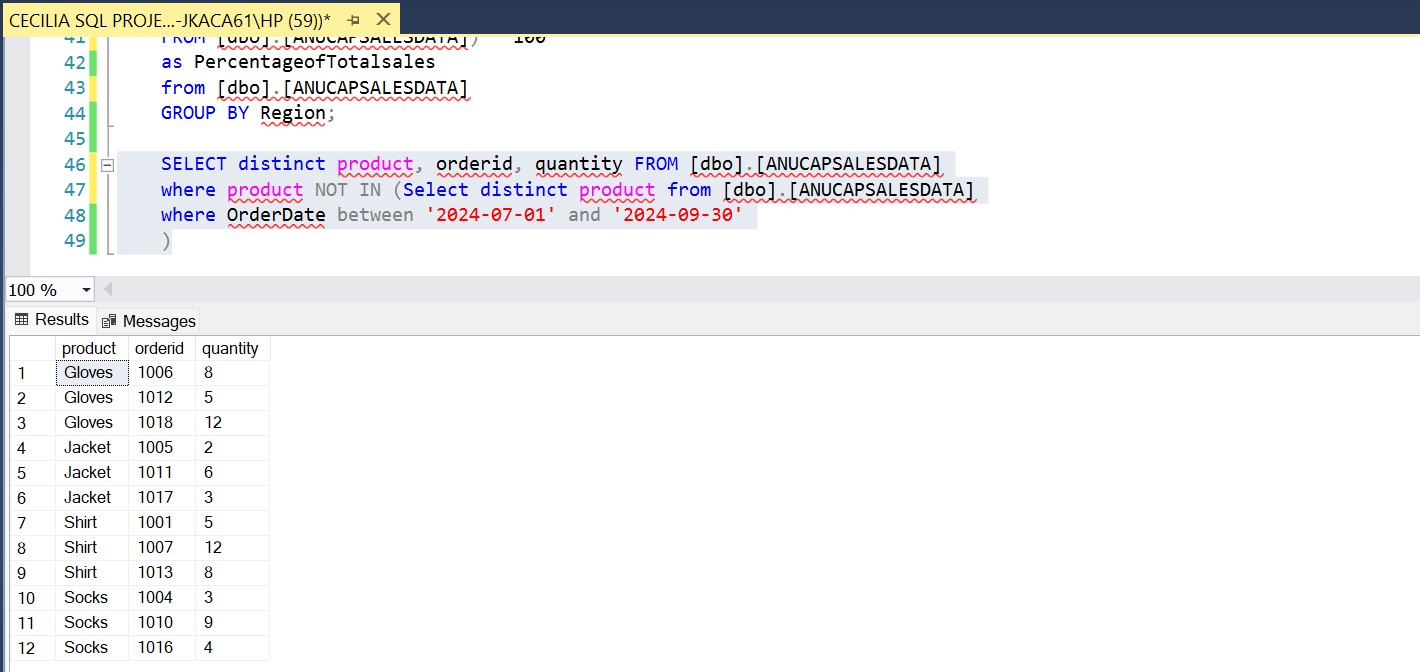 CECILIA SQL PROJE...-JKACA61\HP (59))*
41 FROM [dbo].[ANUCAPSALESDATA]) * 100
42 as PercentageofTotalsales
43 from [dbo].[ANUCAPSALESDATA]
44 GROUP BY Region;
45
46 SELECT distinct product, orderid, quantity FROM [dbo].[ANUCAPSALESDATA]
47 where product NOT IN (Select distinct product from [dbo].[ANUCAPSALESDATA]
48 where OrderDate between '2024-07-01' and '2024-09-30'
49 )
100 %
Results Messages
product orderid quantity
1 Gloves 1006 8
2 Gloves 1012 5
3 Gloves 1018 12
4 Jacket 1005 2
5 Jacket 1011 6
6 Jacket 1017 3
7 Shirt 1001 5
8 Shirt 1007 12
9 Shirt 1013 8
10 Socks 1004 3
11 Socks 1010 9
12 Socks 1016 4